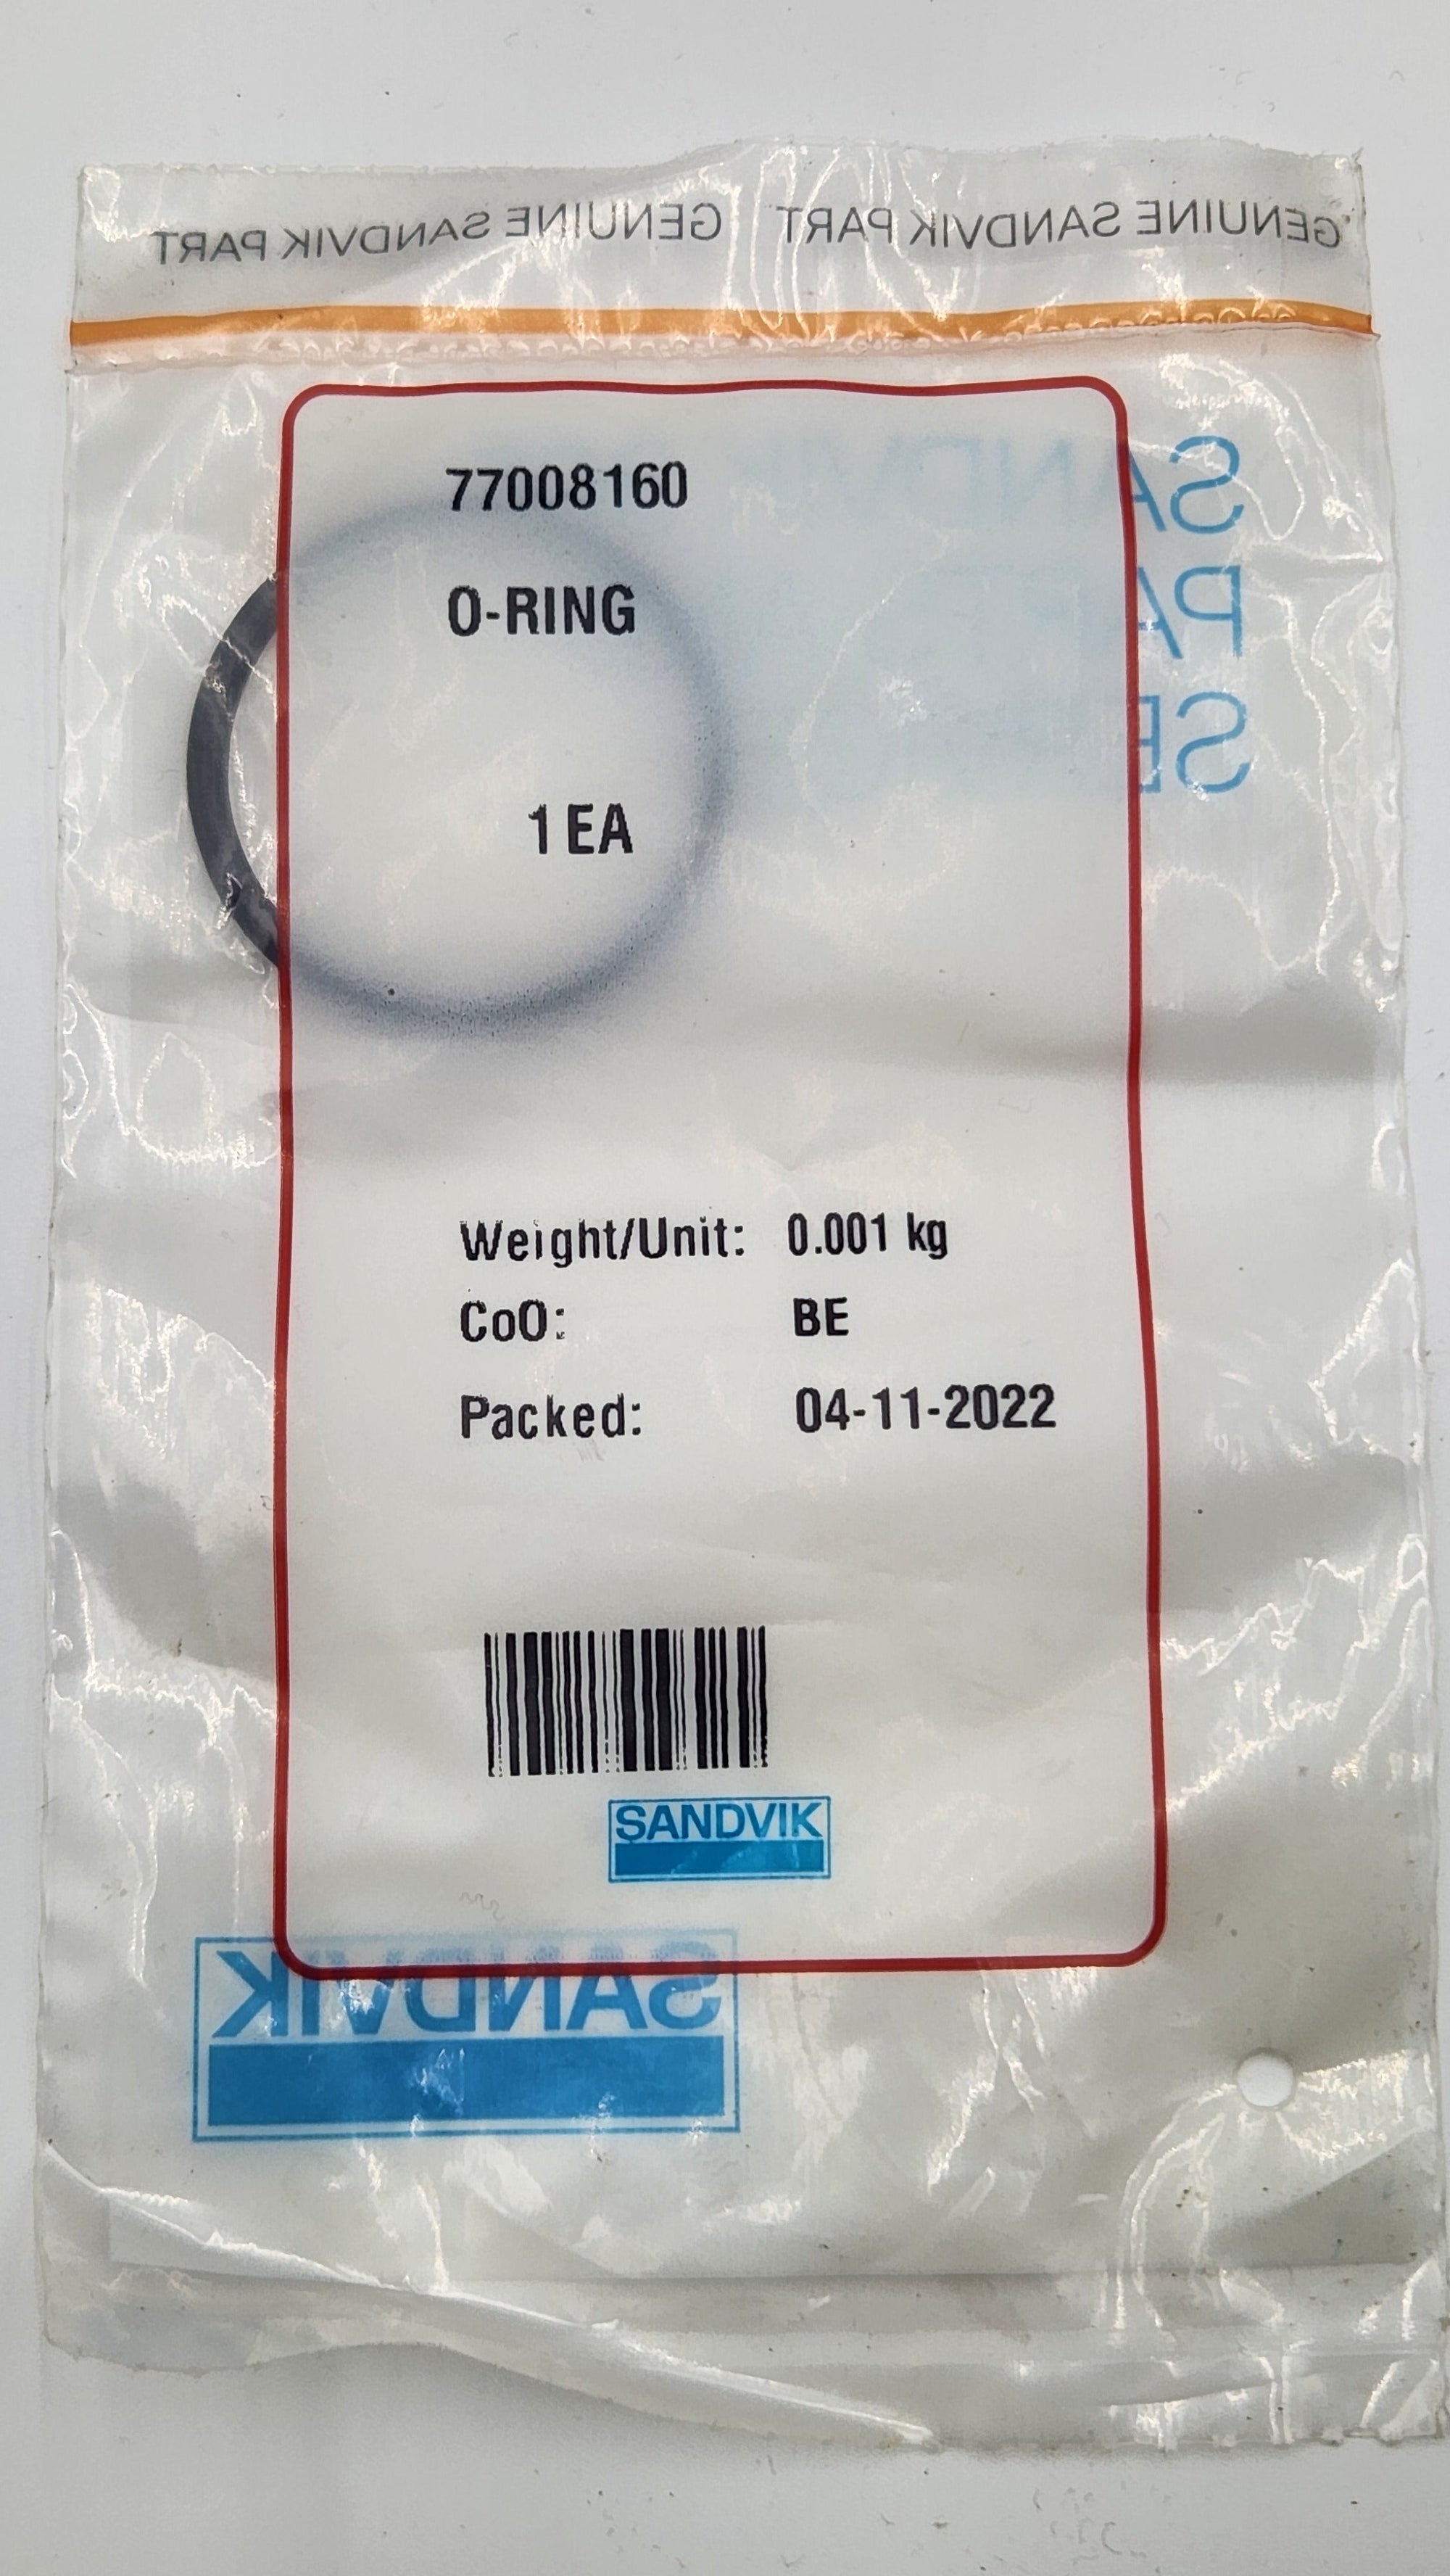 GENUINE SANDVIK PART GENUINE SANDVIK PART
77008160
O-RING
1 EA
Weight/Unit: 0.001 kg
CoO: BE
Packed: 04-11-2022
SANDVIK
SANDVIK